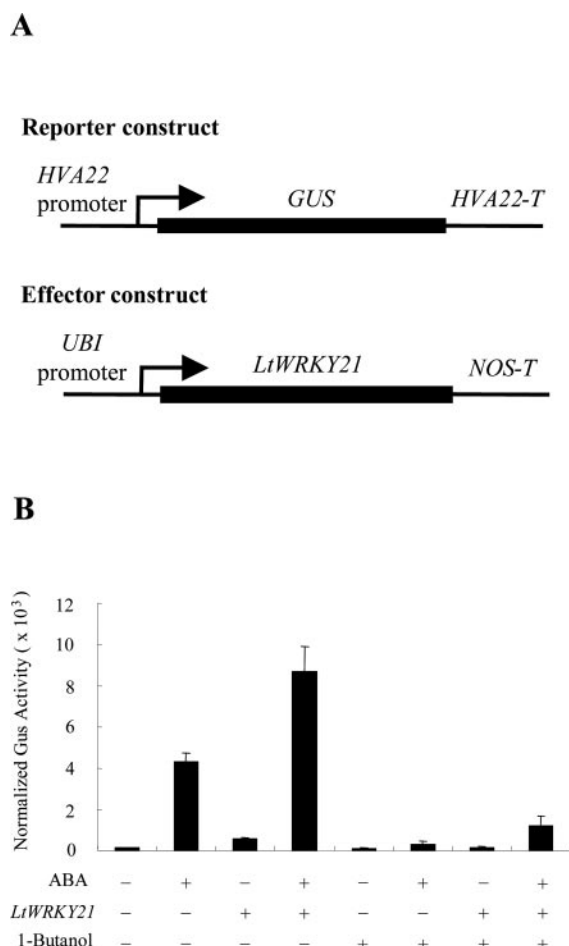 A
Reporter construct
HVA22
promoter
GUS
HVA22-T
Effector construct
UBI
promoter
LtWRKY21
NOS-T
B
Normalized Gus Activity ( x 10³)
12
10
8
6
4
2
0
ABA − + − + − + − +
LtWRKY21 − − + + − − + +
1-Butanol − − − − + + + +